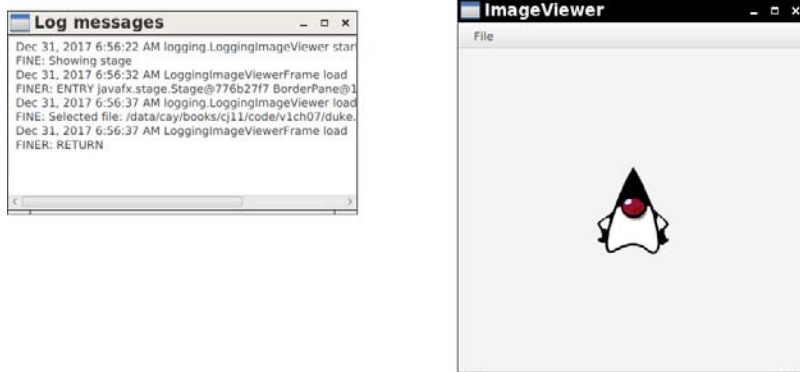 Log messages
Dec 31, 2017 6:56:22 AM logging.LoggingImageViewer star
FINE: Showing stage
Dec 31, 2017 6:56:32 AM LoggingImageViewerFrame load
FINER: ENTRY javafx.stage.Stage@776b27f7 BorderPane@1
Dec 31, 2017 6:56:37 AM logging.LoggingImageViewer load
FINE: Selected file: /data/cay/books/cj11/code/v1ch07/duke.
Dec 31, 2017 6:56:37 AM LoggingImageViewerFrame load
FINER: RETURN
ImageViewer
File